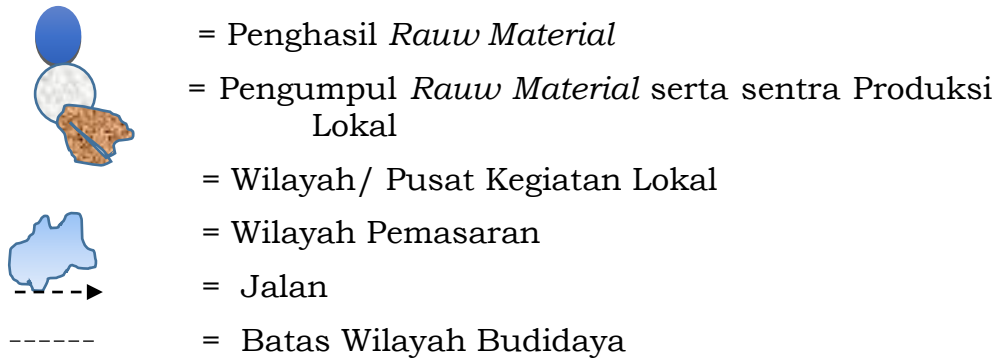 = Penghasil Rauw Material
= Pengumpul Rauw Material serta sentra Produksi
Lokal
= Wilayah/ Pusat Kegiatan Lokal
= Wilayah Pemasaran
= Jalan
= Batas Wilayah Budidaya